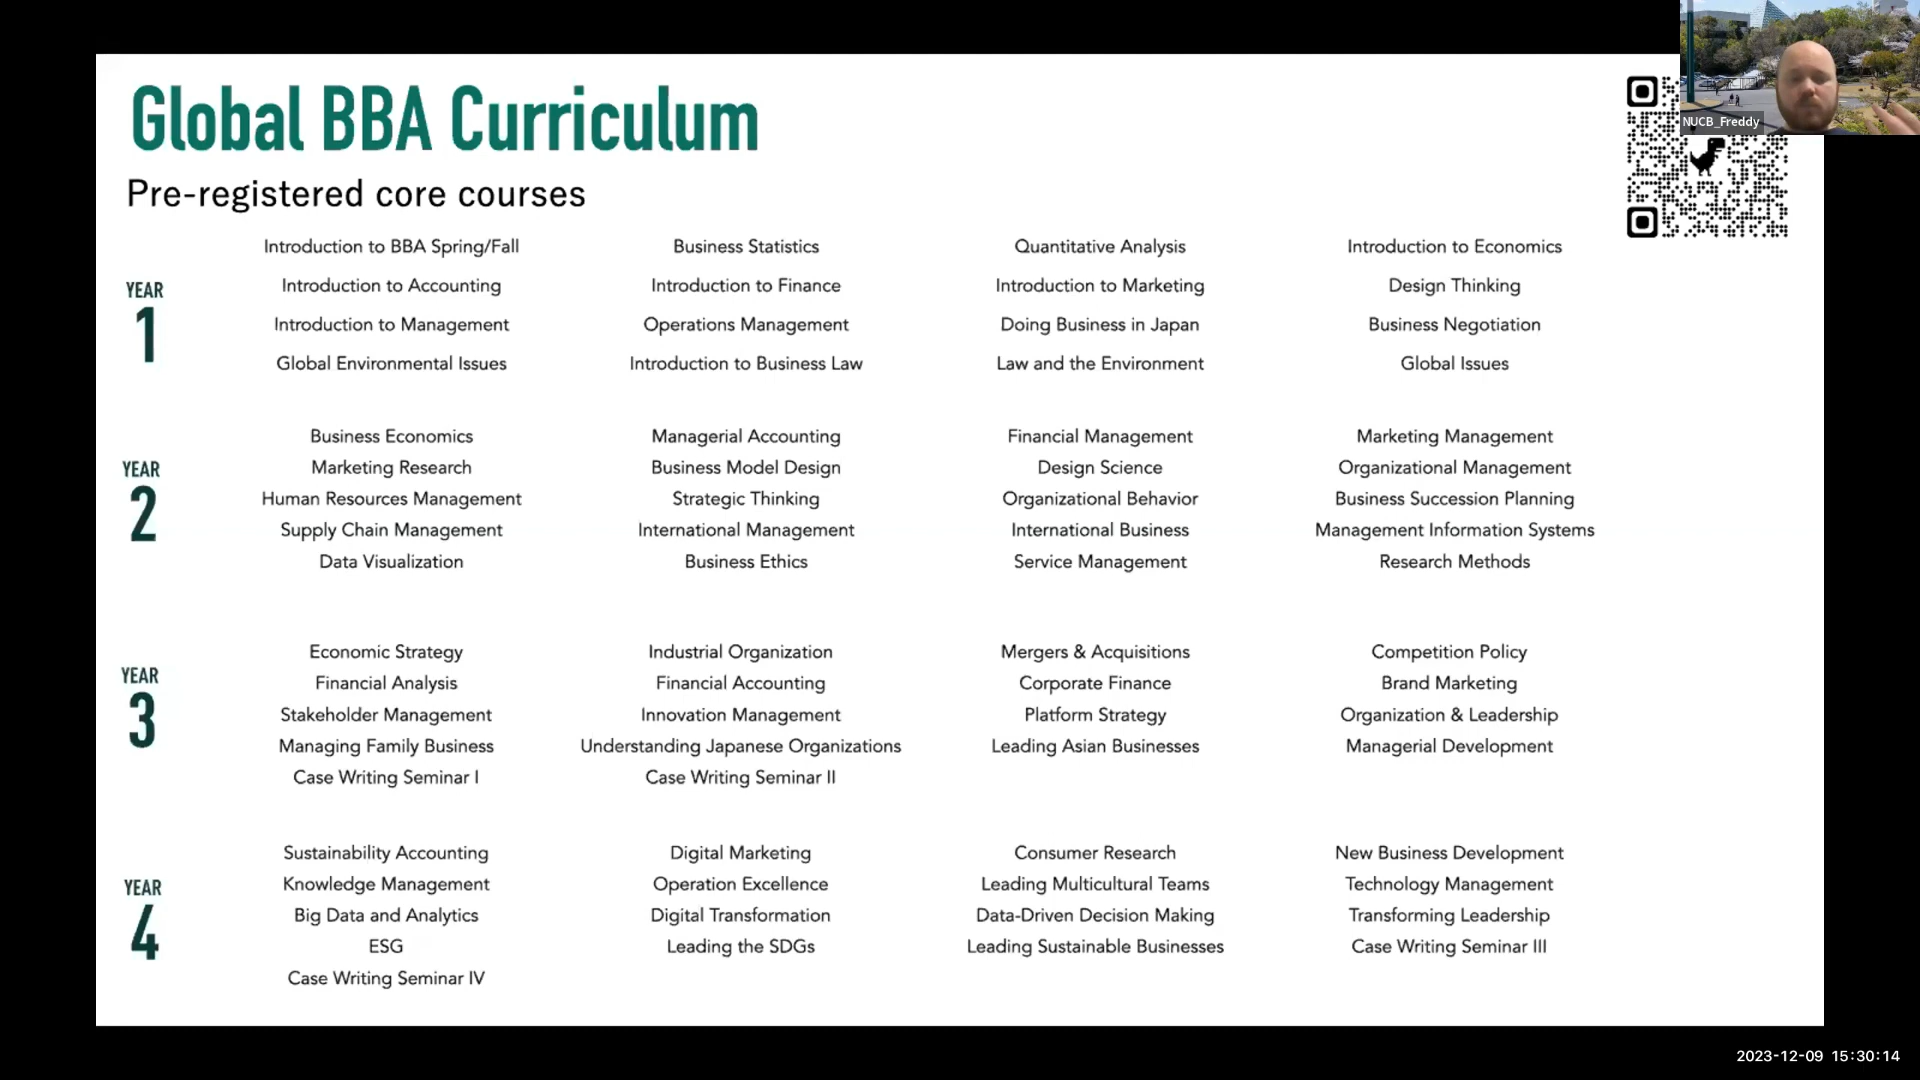 Global BBA Curriculum
NUCB_Freddy
Pre-registered core courses
YEAR
1
Introduction to BBA Spring/Fall Business Statistics Quantitative Analysis Introduction to Economics
Introduction to Accounting Introduction to Finance Introduction to Marketing Design Thinking
Introduction to Management Operations Management Doing Business in Japan Business Negotiation
Global Environmental Issues Introduction to Business Law Law and the Environment Global Issues
YEAR
2
Business Economics Managerial Accounting Financial Management Marketing Management
Marketing Research Business Model Design Design Science Organizational Management
Human Resources Management Strategic Thinking Organizational Behavior Business Succession Planning
Supply Chain Management International Management International Business Management Information Systems
Data Visualization Business Ethics Service Management Research Methods
YEAR
3
Economic Strategy Industrial Organization Mergers & Acquisitions Competition Policy
Financial Analysis Financial Accounting Corporate Finance Brand Marketing
Stakeholder Management Innovation Management Platform Strategy Organization & Leadership
Managing Family Business Understanding Japanese Organizations Leading Asian Businesses Managerial Development
Case Writing Seminar I Case Writing Seminar II
YEAR
4
Sustainability Accounting Digital Marketing Consumer Research New Business Development
Knowledge Management Operation Excellence Leading Multicultural Teams Technology Management
Big Data and Analytics Digital Transformation Data-Driven Decision Making Transforming Leadership
ESG Leading the SDGs Leading Sustainable Businesses Case Writing Seminar III
Case Writing Seminar IV
2023-12-09 15:30:14